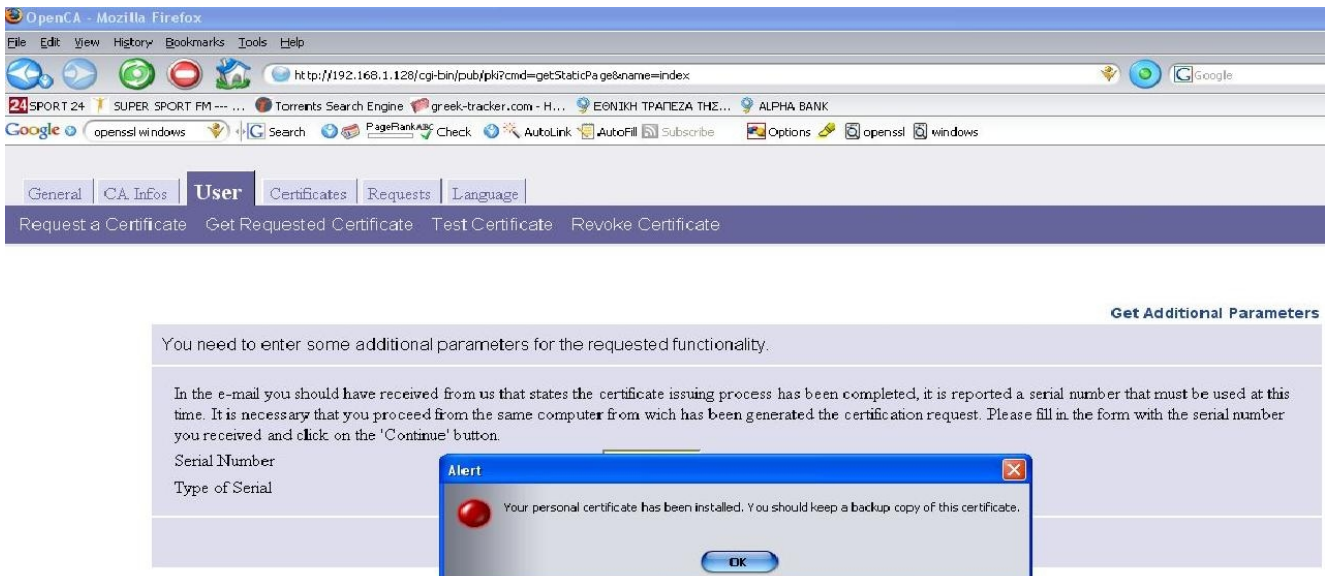 OpenCA - Mozilla Firefox
File Edit View History Bookmarks Tools Help
http://192.168.1.128/cgi-bin/pub/pki?cmd=getStaticPage&name=index
Google
24 SPORT 24 SUPER SPORT FM --- ... Torrents Search Engine greek-tracker.com - H... ΕΘΝΙΚΗ ΤΡΑΠΕΖΑ ΤΗΣ... ALPHA BANK
Google openssl windows Search PageRank ABC Check AutoLink AutoFill Subscribe Options openssl windows
General CA Infos User Certificates Requests Language
Request a Certificate Get Requested Certificate Test Certificate Revoke Certificate
Get Additional Parameters
You need to enter some additional parameters for the requested functionality.
In the e-mail you should have received from us that states the certificate issuing process has been completed, it is reported a serial number that must be used at this
time. It is necessary that you proceed from the same computer from wich has been generated the certification request. Please fill in the form with the serial number
you received and click on the 'Continue' button.
Serial Number
Type of Serial
Alert
Your personal certificate has been installed. You should keep a backup copy of this certificate.
OK